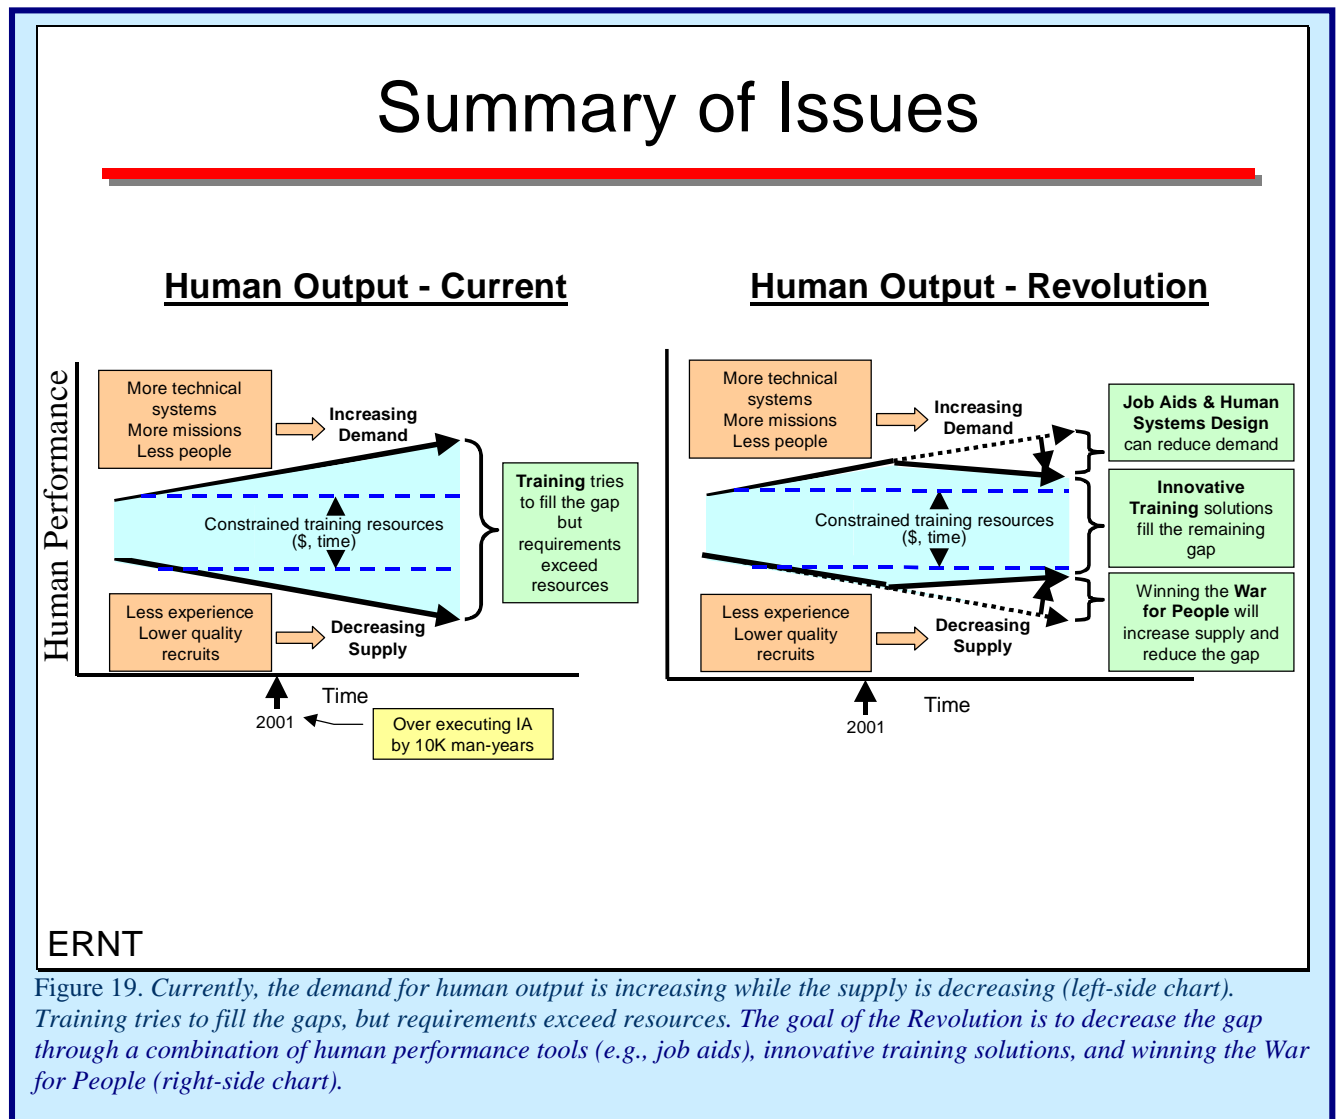 Summary of Issues
Human Output - Current
Human Performance
More technical
systems
More missions
Less people
Increasing
Demand
Constrained training resources
($, time)
Training tries
to fill the gap
but
requirements
exceed
resources
Less experience
Lower quality
recruits
Decreasing
Supply
Time
2001
Over executing IA
by 10K man-years
Human Output - Revolution
More technical
systems
More missions
Less people
Increasing
Demand
Job Aids & Human
Systems Design
can reduce demand
Constrained training resources
($, time)
Innovative
Training solutions
fill the remaining
gap
Less experience
Lower quality
recruits
Decreasing
Supply
Winning the War
for People will
increase supply and
reduce the gap
Time
2001
ERNT
Figure 19. Currently, the demand for human output is increasing while the supply is decreasing (left-side chart).
Training tries to fill the gaps, but requirements exceed resources. The goal of the Revolution is to decrease the gap
through a combination of human performance tools (e.g., job aids), innovative training solutions, and winning the War
for People (right-side chart).